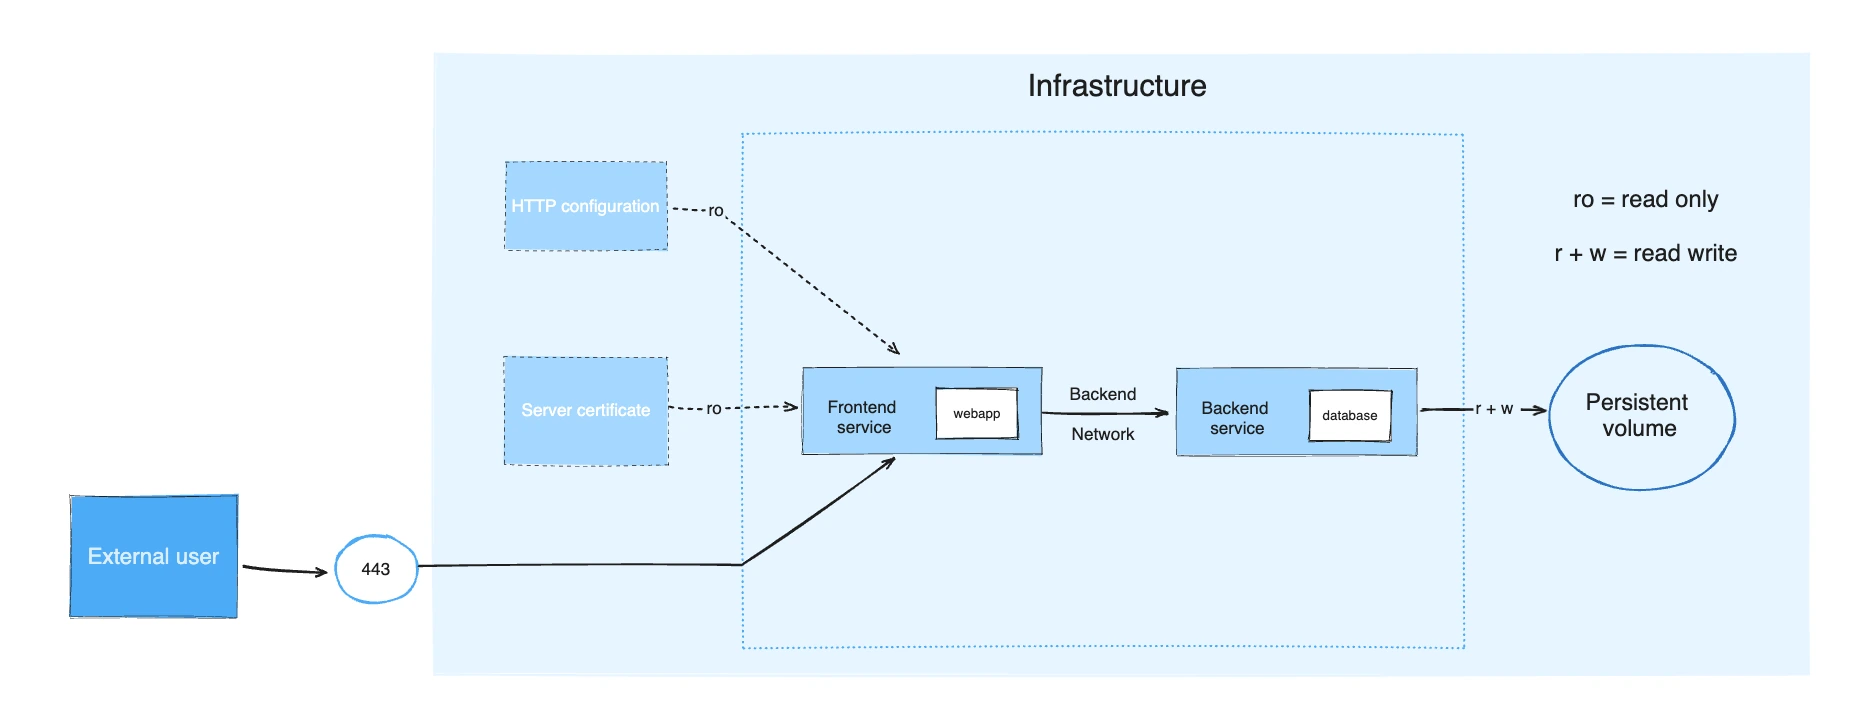 Infrastructure
HTTP configuration
ro
ro = read only
r + w = read write
Server certificate
ro
Frontend
service
webapp
Backend
Network
Backend
service
database
r + w
Persistent
volume
External user
443